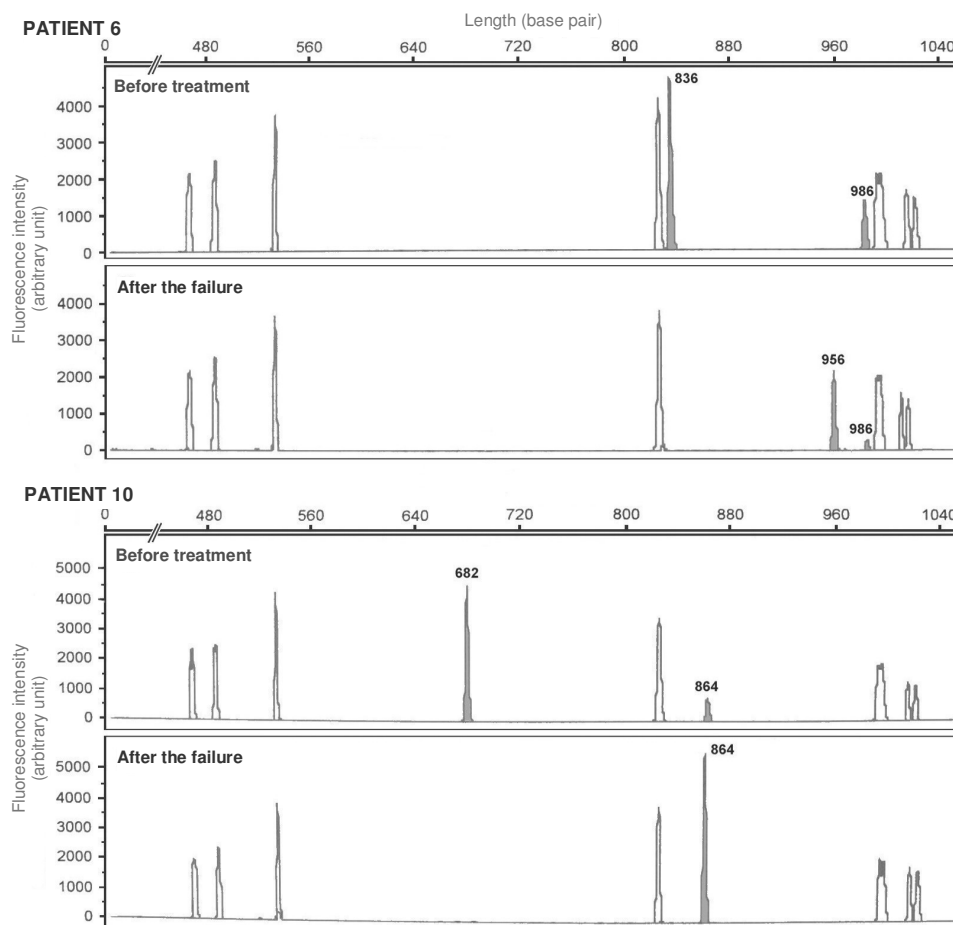 PATIENT 6
Length (base pair)
0 480 560 640 720 800 880 960 1040
Before treatment
836
986
4000
3000
2000
1000
0
Fluorescence intensity
(arbitrary unit)
After the failure
956
986
4000
3000
2000
1000
0
PATIENT 10
0 480 560 640 720 800 880 960 1040
Before treatment
682
864
5000
4000
3000
2000
1000
0
Fluorescence intensity
(arbitrary unit)
After the failure
864
5000
4000
3000
2000
1000
0